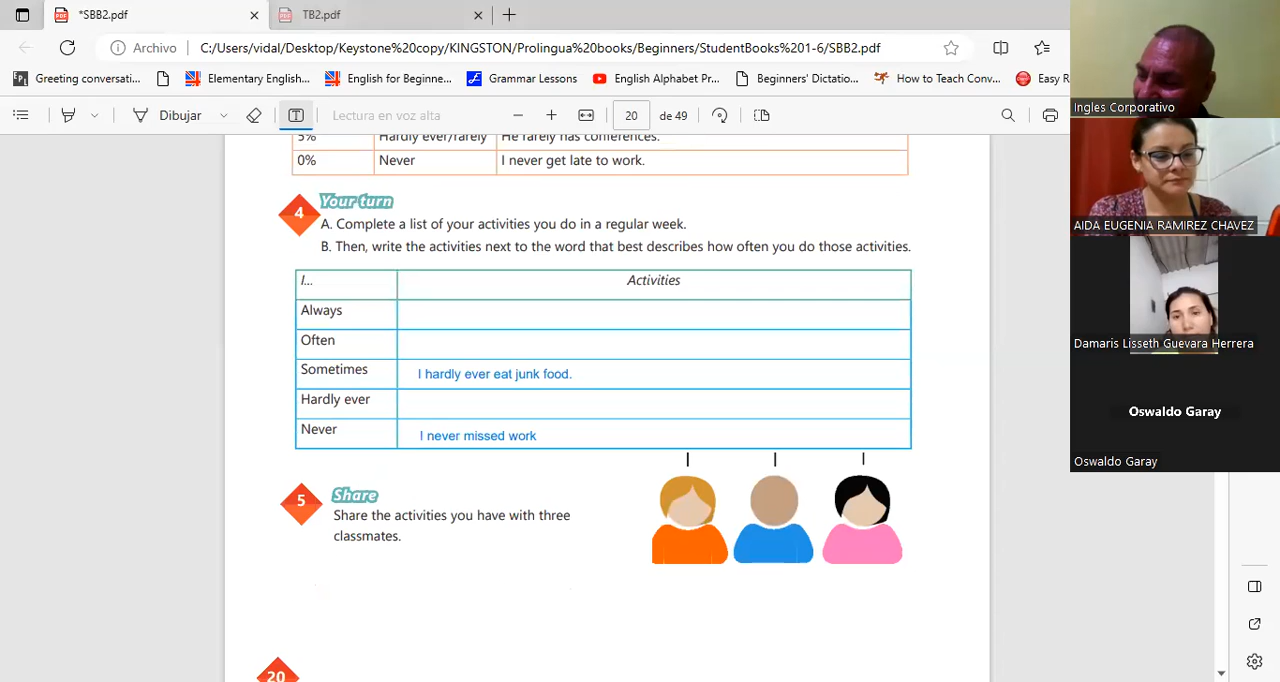 *SBB2.pdf
TB2.pdf
Archivo
C:/Users/vidal/Desktop/Keystone%20copy/KINGSTON/Prolingua%20books/Beginners/StudentBooks%201-6/SBB2.pdf
Greeting conversati...
Elementary English...
English for Beginne...
Grammar Lessons
English Alphabet Pr...
Beginners' Dictatio...
How to Teach Conv...
Easy R
Dibujar
Lectura en voz alta
20
de 49
5% Hardly ever/rarely He rarely has conferences.
0% Never I never get late to work.
4 Your turn
A. Complete a list of your activities you do in a regular week.
B. Then, write the activities next to the word that best describes how often you do those activities.
I... Activities
Always
Often
Sometimes I hardly ever eat junk food.
Hardly ever
Never I never missed work
5 Share
Share the activities you have with three
classmates.
20
Ingles Corporativo
AIDA EUGENIA RAMIREZ CHAVEZ
Damaris Lisseth Guevara Herrera
Oswaldo Garay
Oswaldo Garay